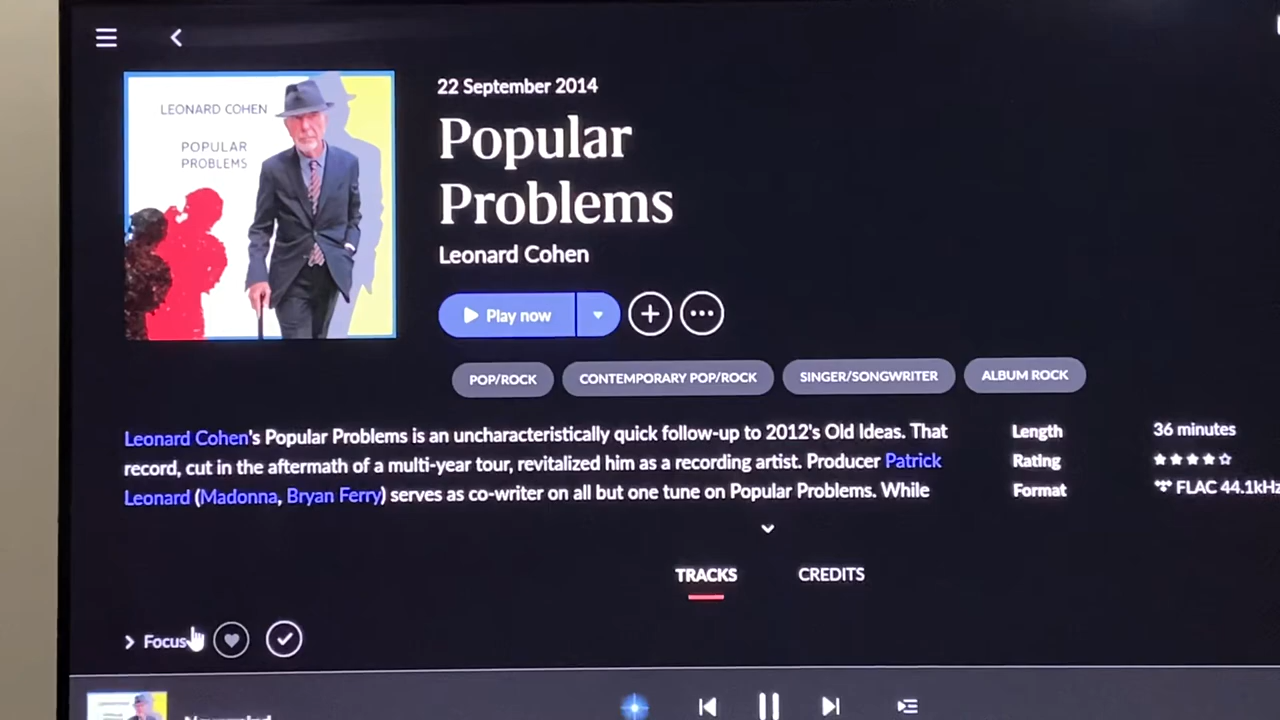 22 September 2014
LEONARD COHEN
POPULAR
PROBLEMS
Popular
Problems
Leonard Cohen
Play now
POP/ROCK
CONTEMPORARY POP/ROCK
SINGER/SONGWRITER
ALBUM ROCK
Leonard Cohen's Popular Problems is an uncharacteristically quick follow-up to 2012's Old Ideas. That
record, cut in the aftermath of a multi-year tour, revitalized him as a recording artist. Producer Patrick
Leonard (Madonna, Bryan Ferry) serves as co-writer on all but one tune on Popular Problems. While
Length 36 minutes
Rating
Format FLAC 44.1kHz
TRACKS
CREDITS
Focus